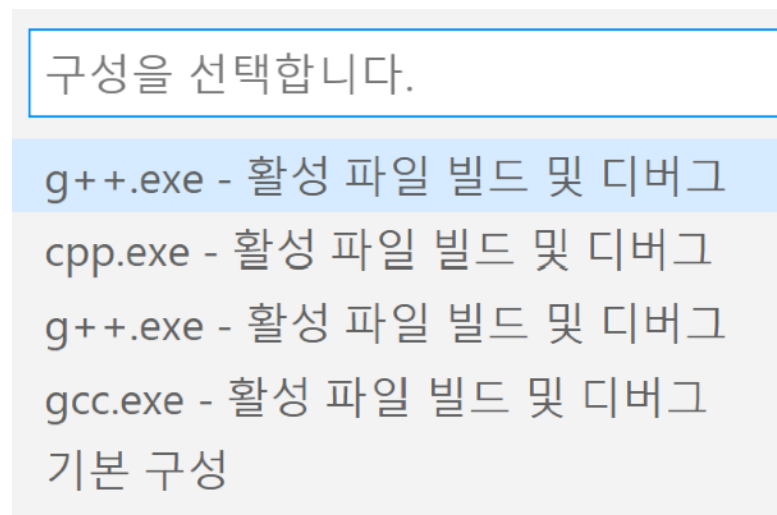 구성을 선택합니다.
g++.exe - 활성 파일 빌드 및 디버그
cpp.exe - 활성 파일 빌드 및 디버그
g++.exe - 활성 파일 빌드 및 디버그
gcc.exe - 활성 파일 빌드 및 디버그
기본 구성